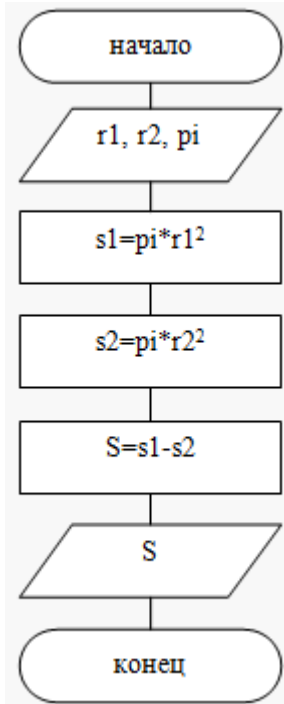 начало
r1, r2, pi
s1=pi*r1²
s2=pi*r2²
S=s1-s2
S
конец